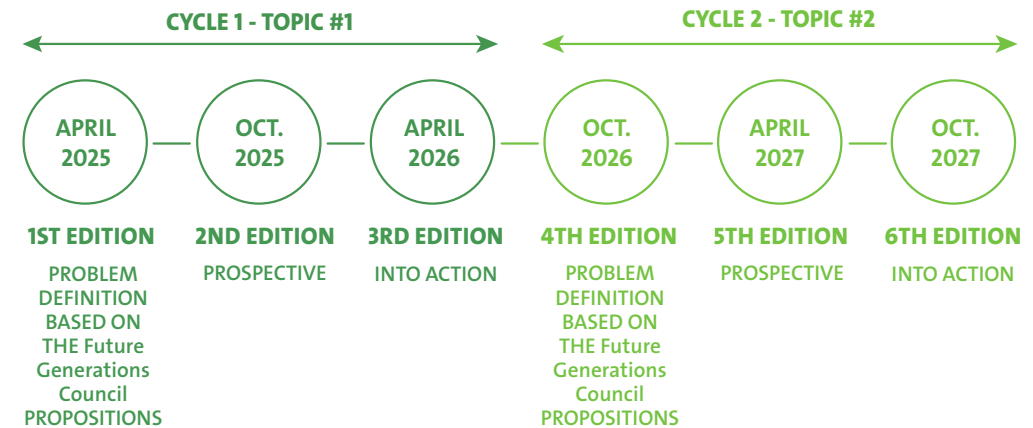 CYCLE 1 - TOPIC #1
CYCLE 2 - TOPIC #2
APRIL
2025
OCT.
2025
APRIL
2026
OCT.
2026
APRIL
2027
OCT.
2027
1ST EDITION
2ND EDITION
3RD EDITION
4TH EDITION
5TH EDITION
6TH EDITION
PROBLEM
DEFINITION
BASED ON
THE Future
Generations
Council
PROPOSITIONS
PROSPECTIVE
INTO ACTION
PROBLEM
DEFINITION
BASED ON
THE Future
Generations
Council
PROPOSITIONS
PROSPECTIVE
INTO ACTION